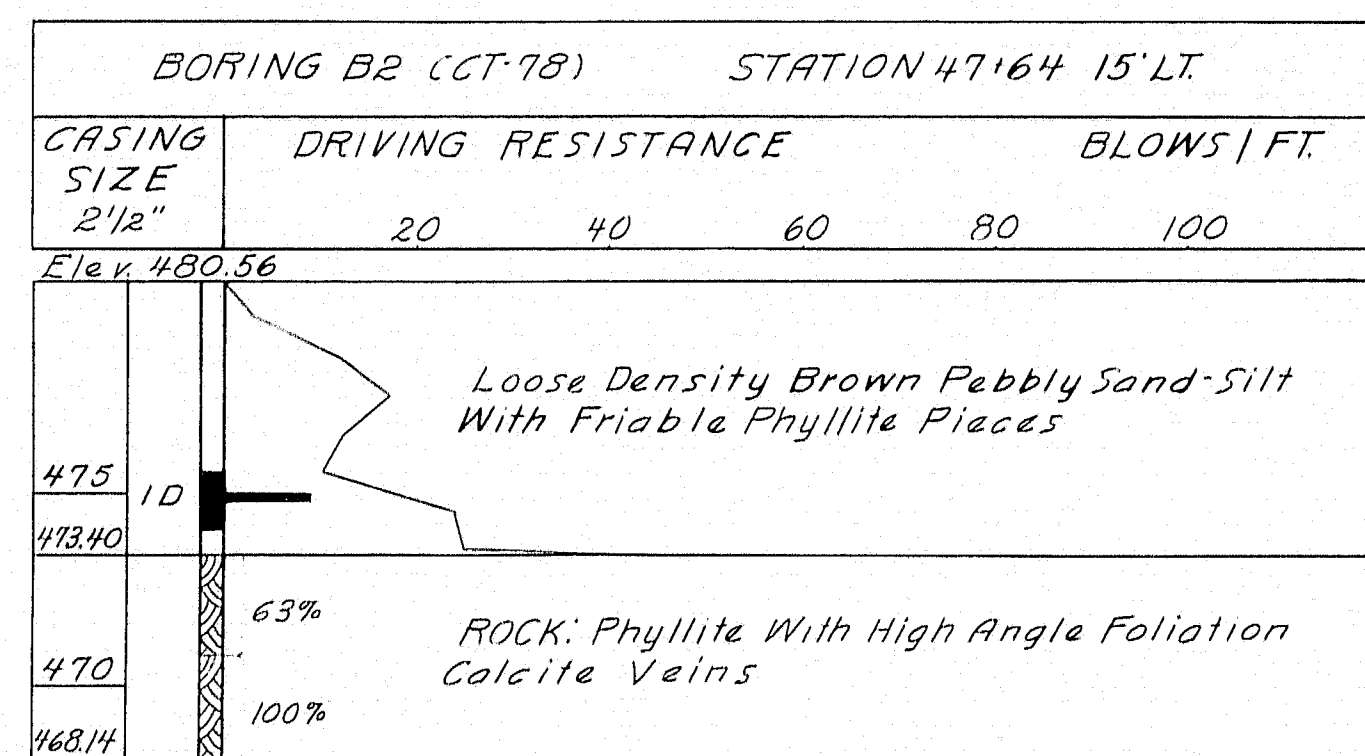 BORING B2 (CT-78) STATION 47+64 15' LT.
CASING SIZE 2 1/2"
DRIVING RESISTANCE BLOWS / FT.
20 40 60 80 100
Elev. 480.56
Loose Density Brown Pebbly Sand-Silt
With Friable Phyllite Pieces
475
1D
473.40
63%
ROCK: Phyllite With High Angle Foliation
Calcite Veins
470
100%
468.14